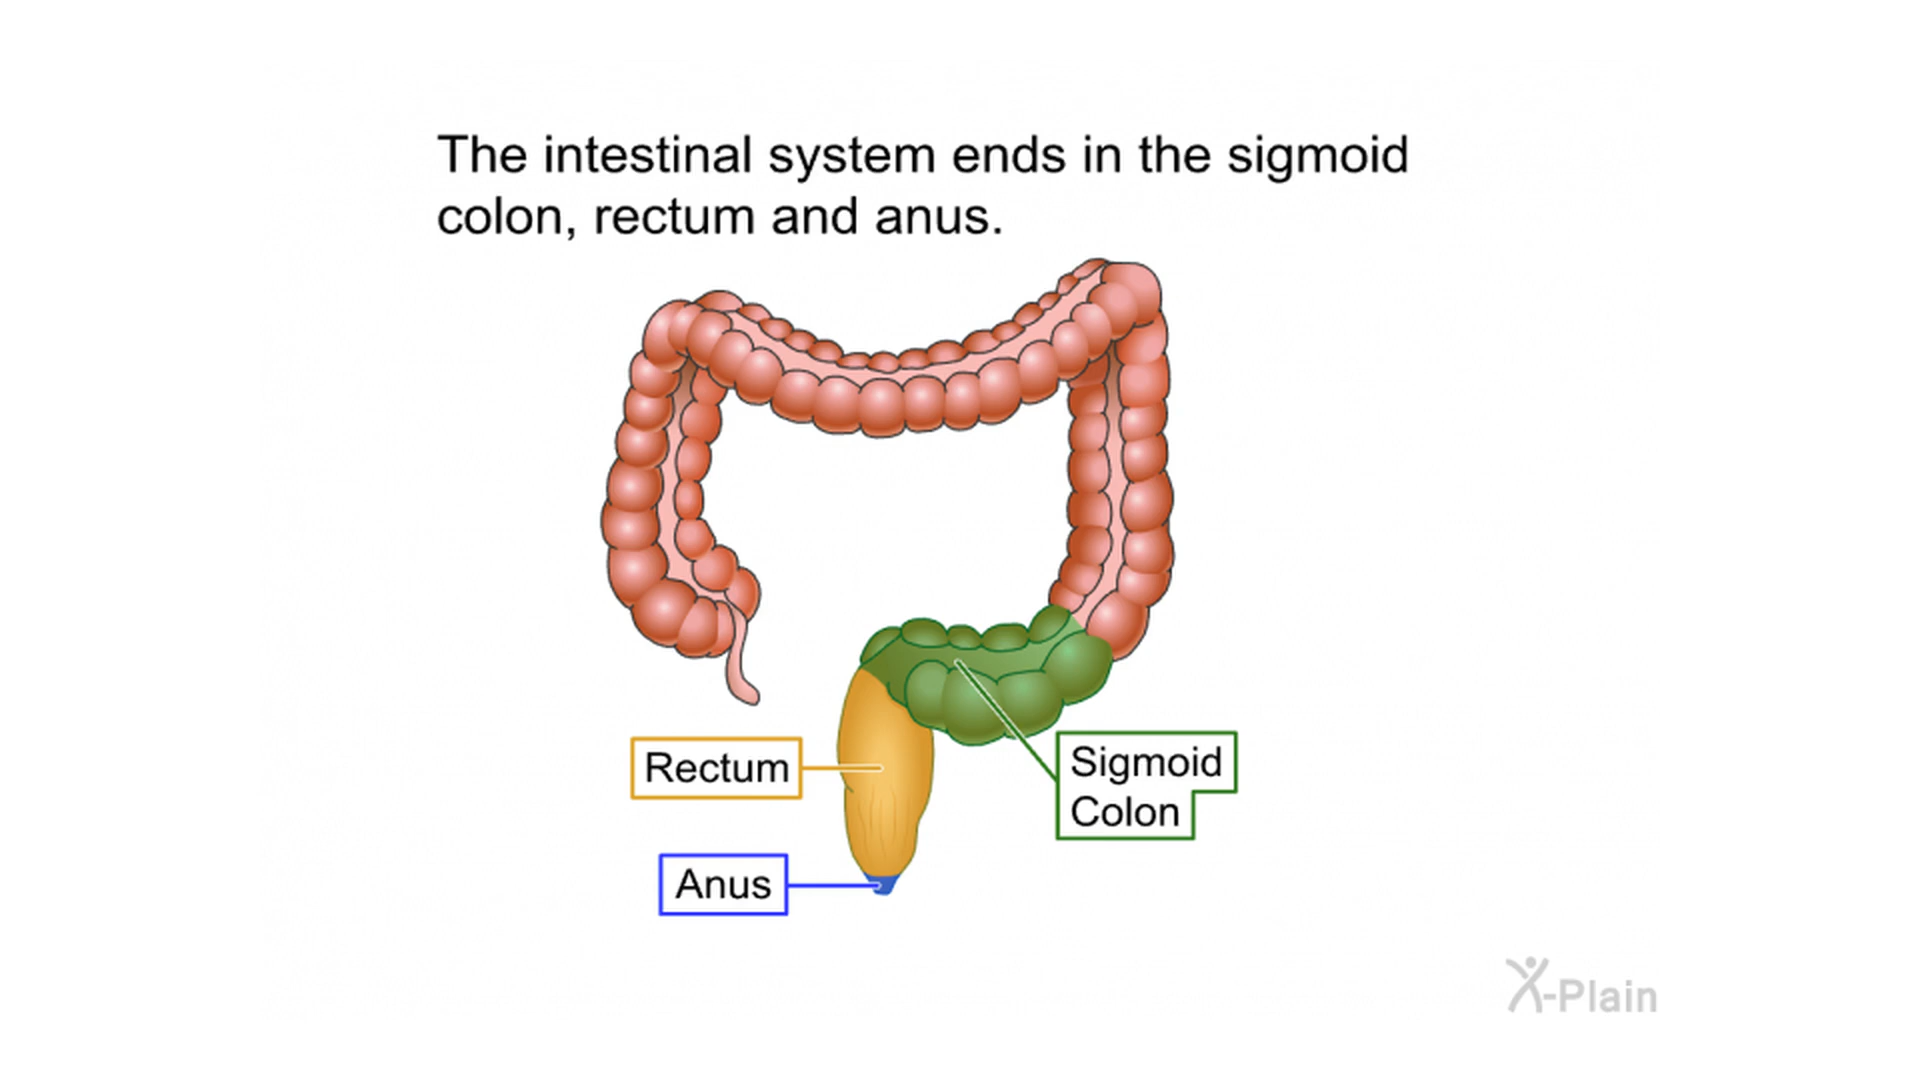 The intestinal system ends in the sigmoid
colon, rectum and anus.
Rectum
Sigmoid
Colon
Anus
X-Plain